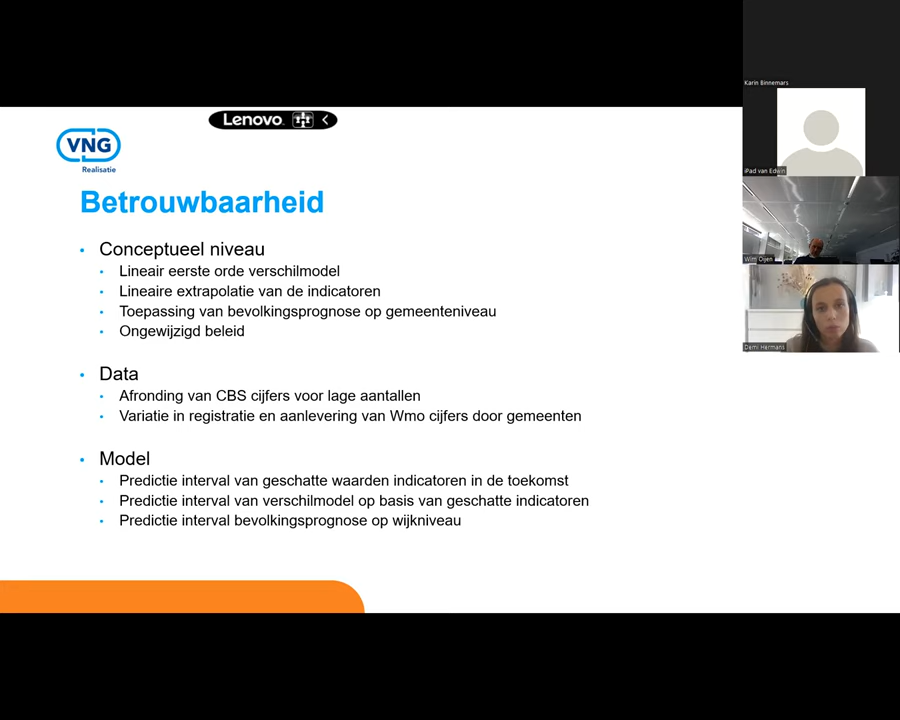 Karin Binnemars
Lenovo
VNG
Realisatie
iPad van Edwin
Betrouwbaarheid
Conceptueel niveau
Lineair eerste orde verschilmodel
Wim Oijen
Lineaire extrapolatie van de indicatoren
Toepassing van bevolkingsprognose op gemeenteniveau
Ongewijzigd beleid
Demi Hermans
Data
Afronding van CBS cijfers voor lage aantallen
Variatie in registratie en aanlevering van Wmo cijfers door gemeenten
Model
Predictie interval van geschatte waarden indicatoren in de toekomst
Predictie interval van verschilmodel op basis van geschatte indicatoren
Predictie interval bevolkingsprognose op wijkniveau